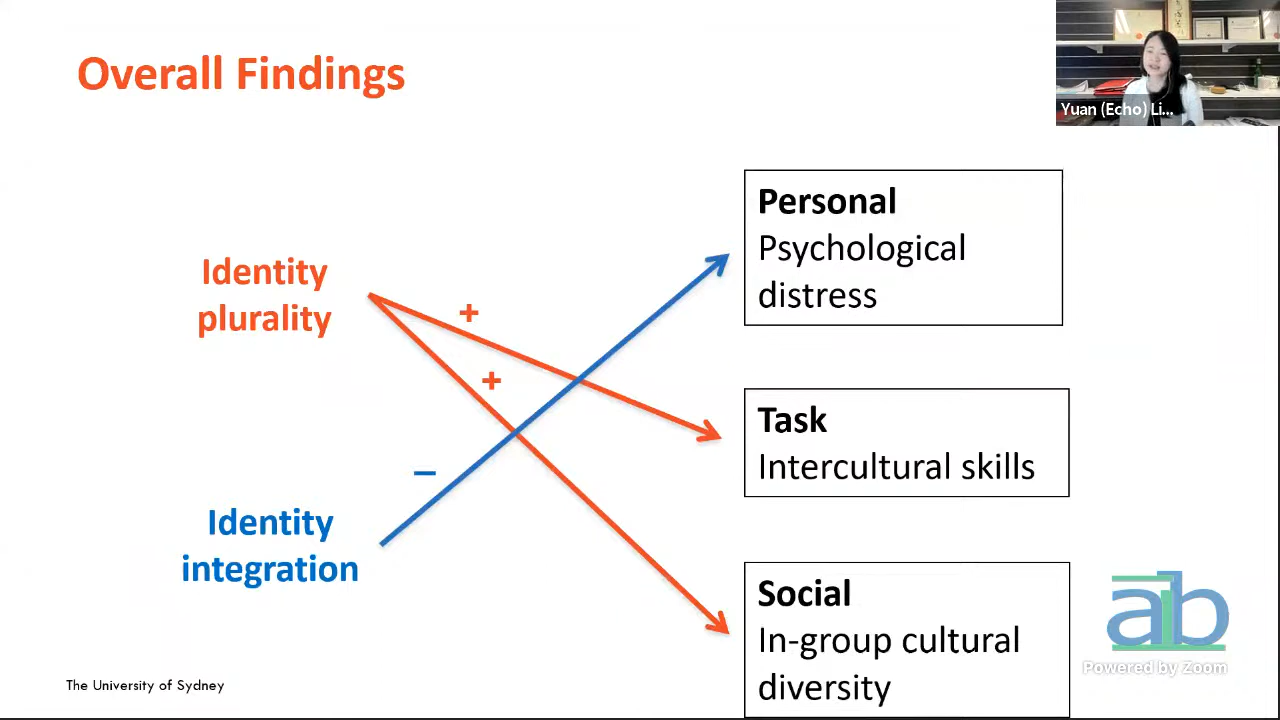 Overall Findings
Yuan (Echo) Li...
Personal
Psychological
distress
Identity
plurality
+
+
Task
Intercultural skills
−
Identity
integration
Social
In-group cultural
diversity
aib
Powered by Zoom
The University of Sydney